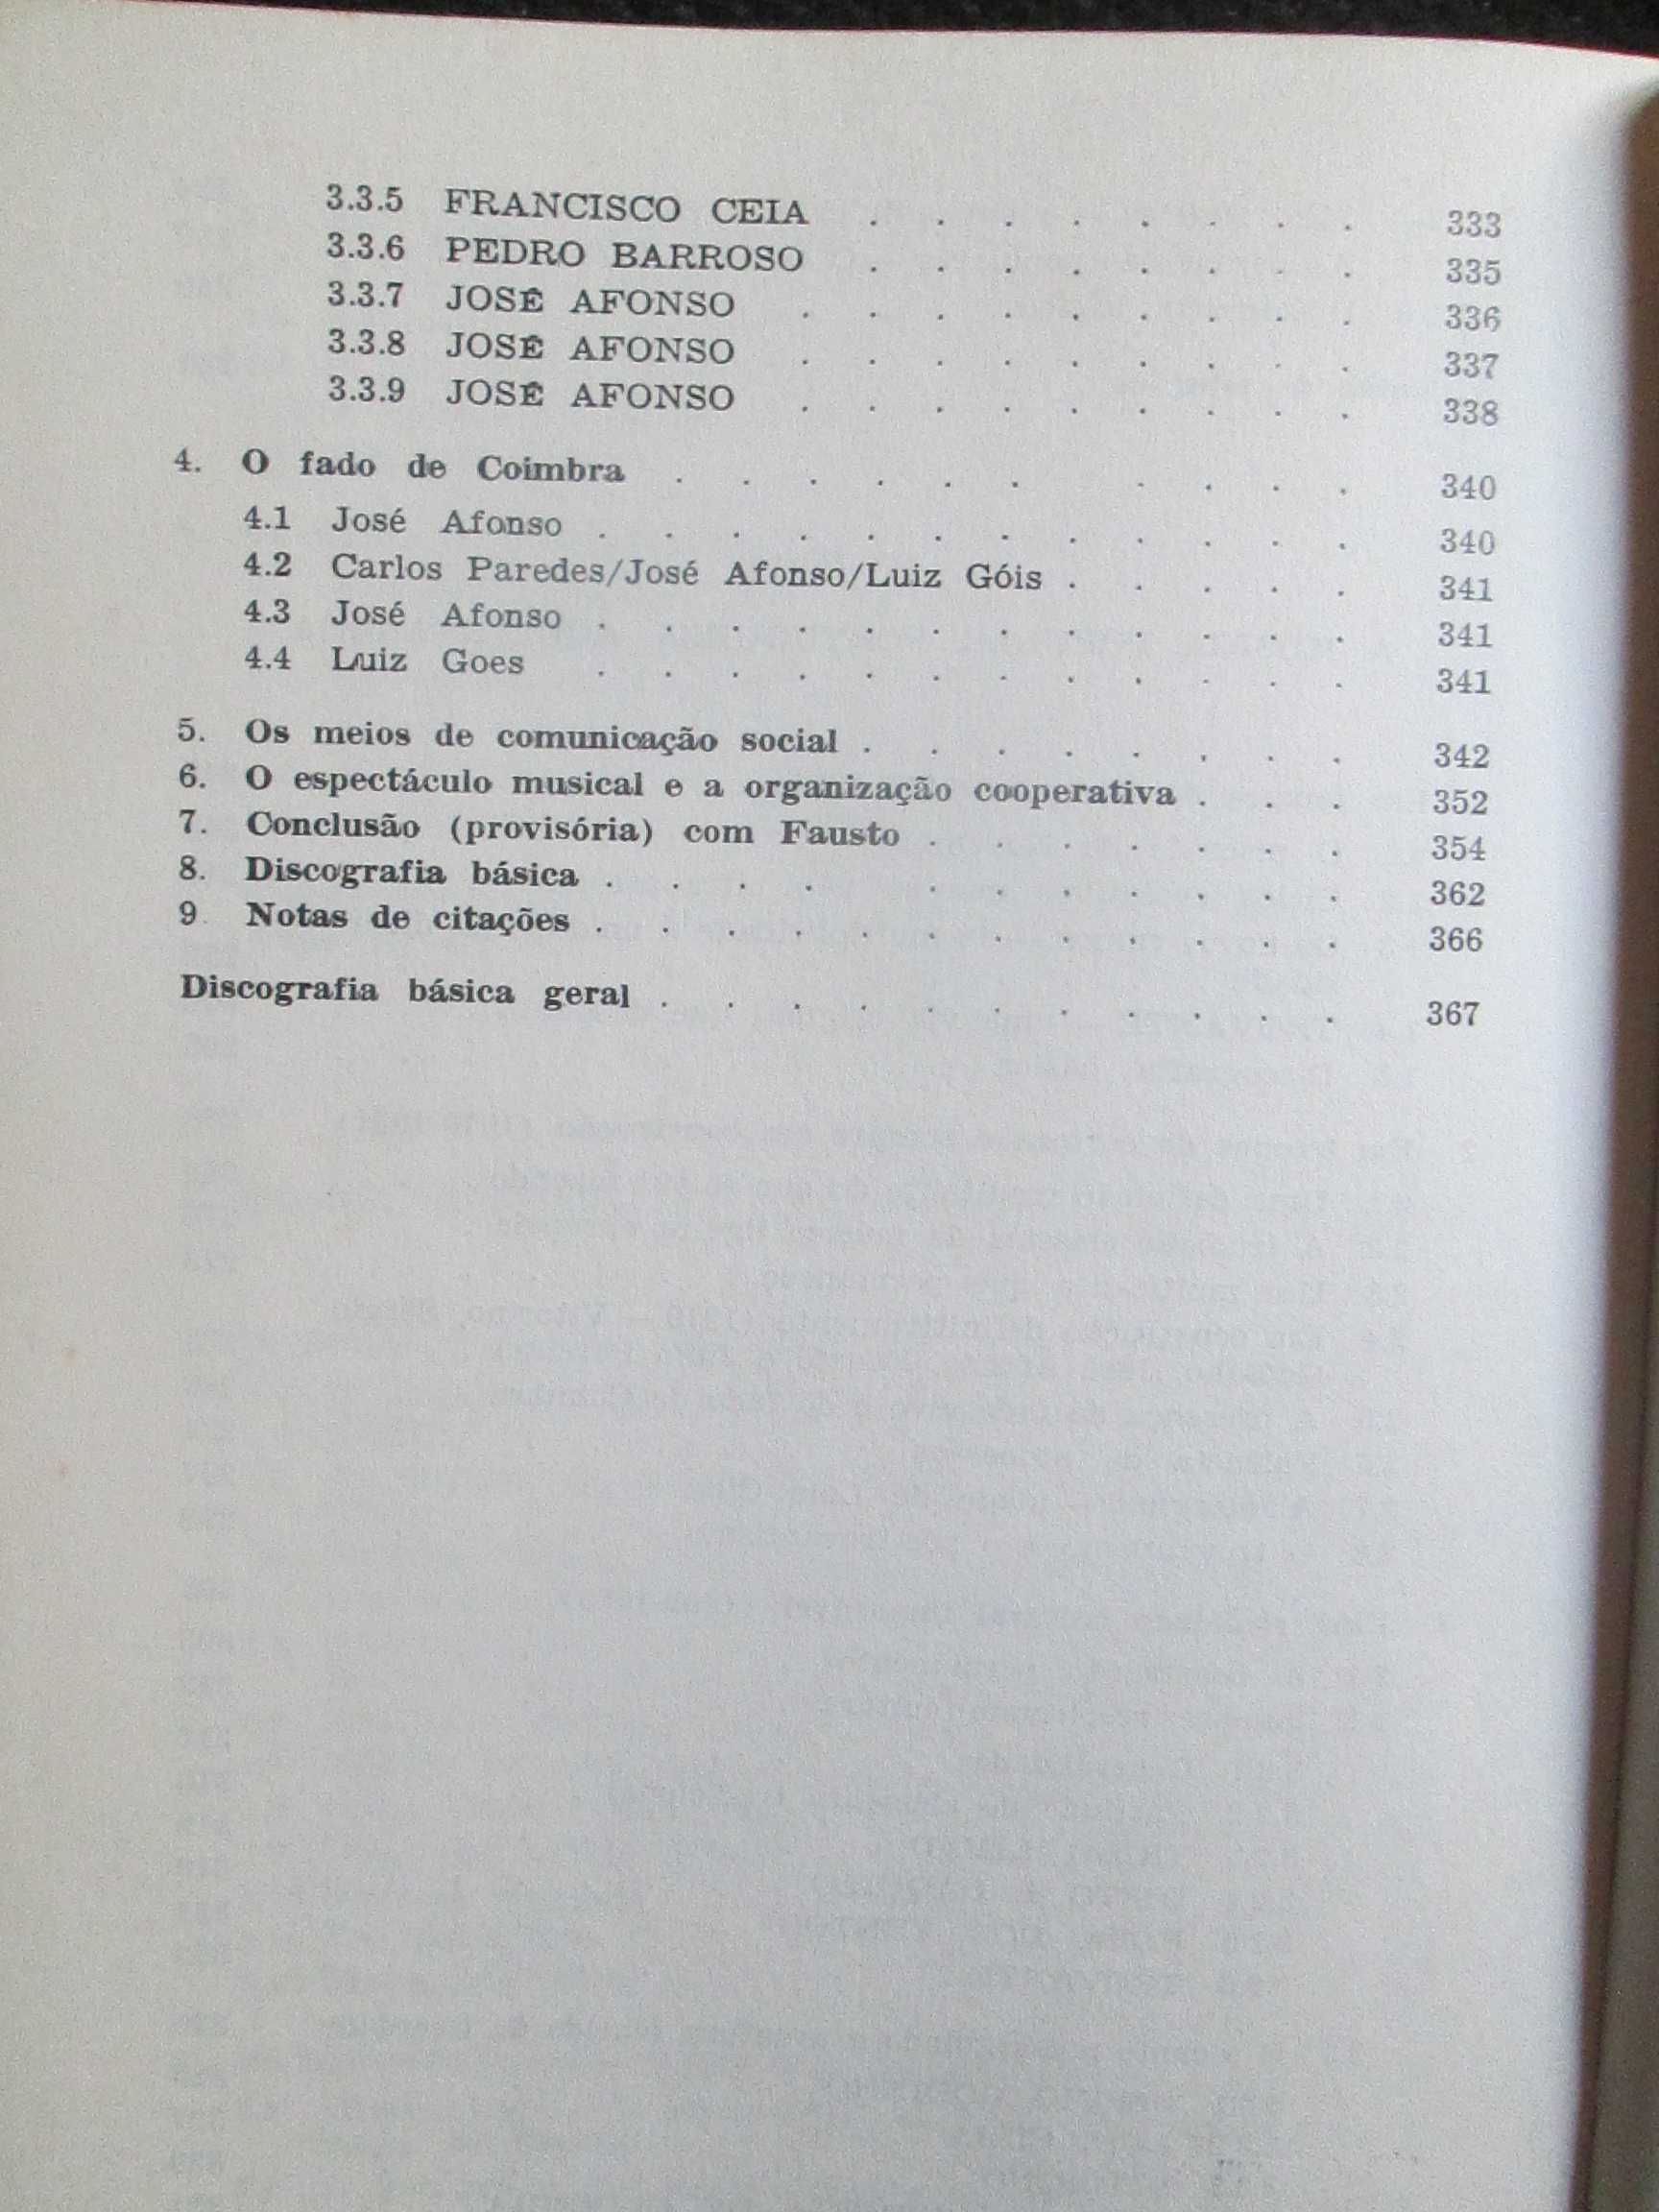 3.3.5 FRANCISCO CEIA . . . . . . . . 333
3.3.6 PEDRO BARROSO . . . . . . . . 335
3.3.7 JOSÊ AFONSO . . . . . . . . . 336
3.3.8 JOSÊ AFONSO . . . . . . . . . 337
3.3.9 JOSÊ AFONSO . . . . . . . . . 338
4. O fado de Coimbra . . . . . . . . . . 340
4.1 José Afonso . . . . . . . . . . . . 340
4.2 Carlos Paredes/José Afonso/Luiz Góis . . . . . 341
4.3 José Afonso . . . . . . . . . . . . 341
4.4 Luiz Goes . . . . . . . . . . . . 341
5. Os meios de comunicação social . . . . . . . . 342
6. O espectáculo musical e a organização cooperativa . . . 352
7. Conclusão (provisória) com Fausto . . . . . . . 354
8. Discografia básica . . . . . . . . . . . 362
9. Notas de citações . . . . . . . . . . . . 366
Discografia básica geral . . . . . . . . . . . 367